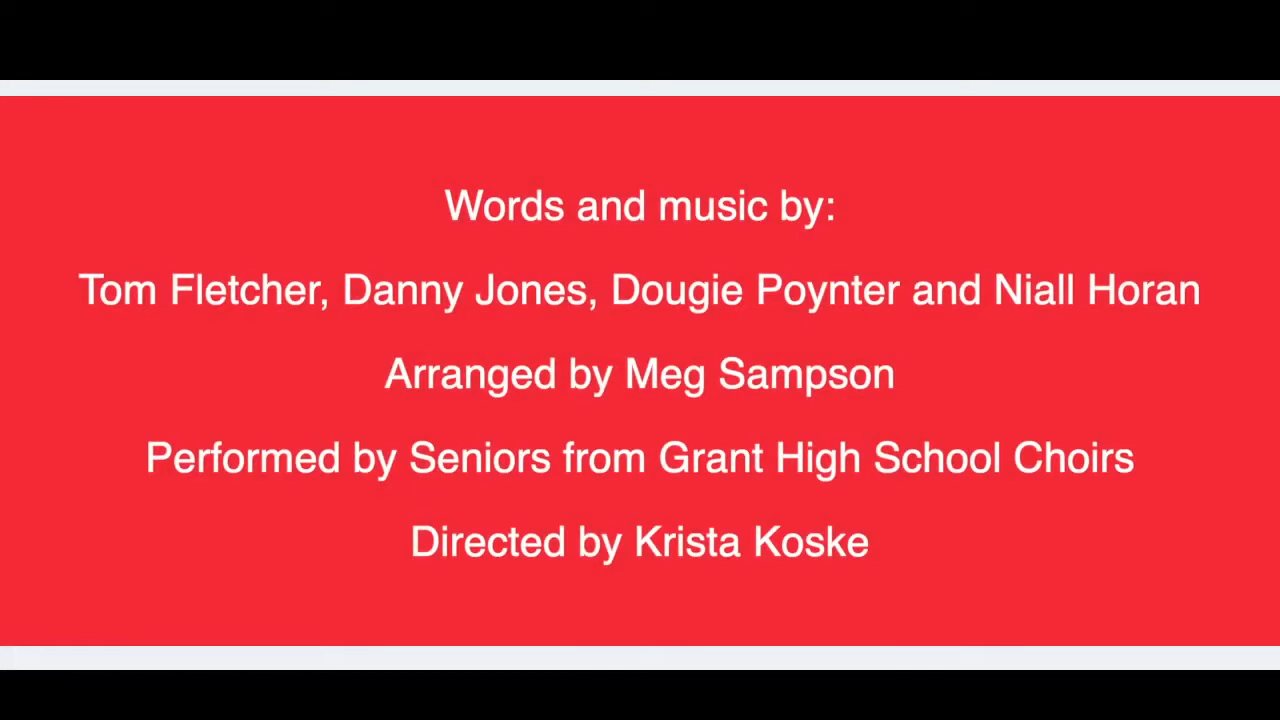 Words and music by:
Tom Fletcher, Danny Jones, Dougie Poynter and Niall Horan
Arranged by Meg Sampson
Performed by Seniors from Grant High School Choirs
Directed by Krista Koske